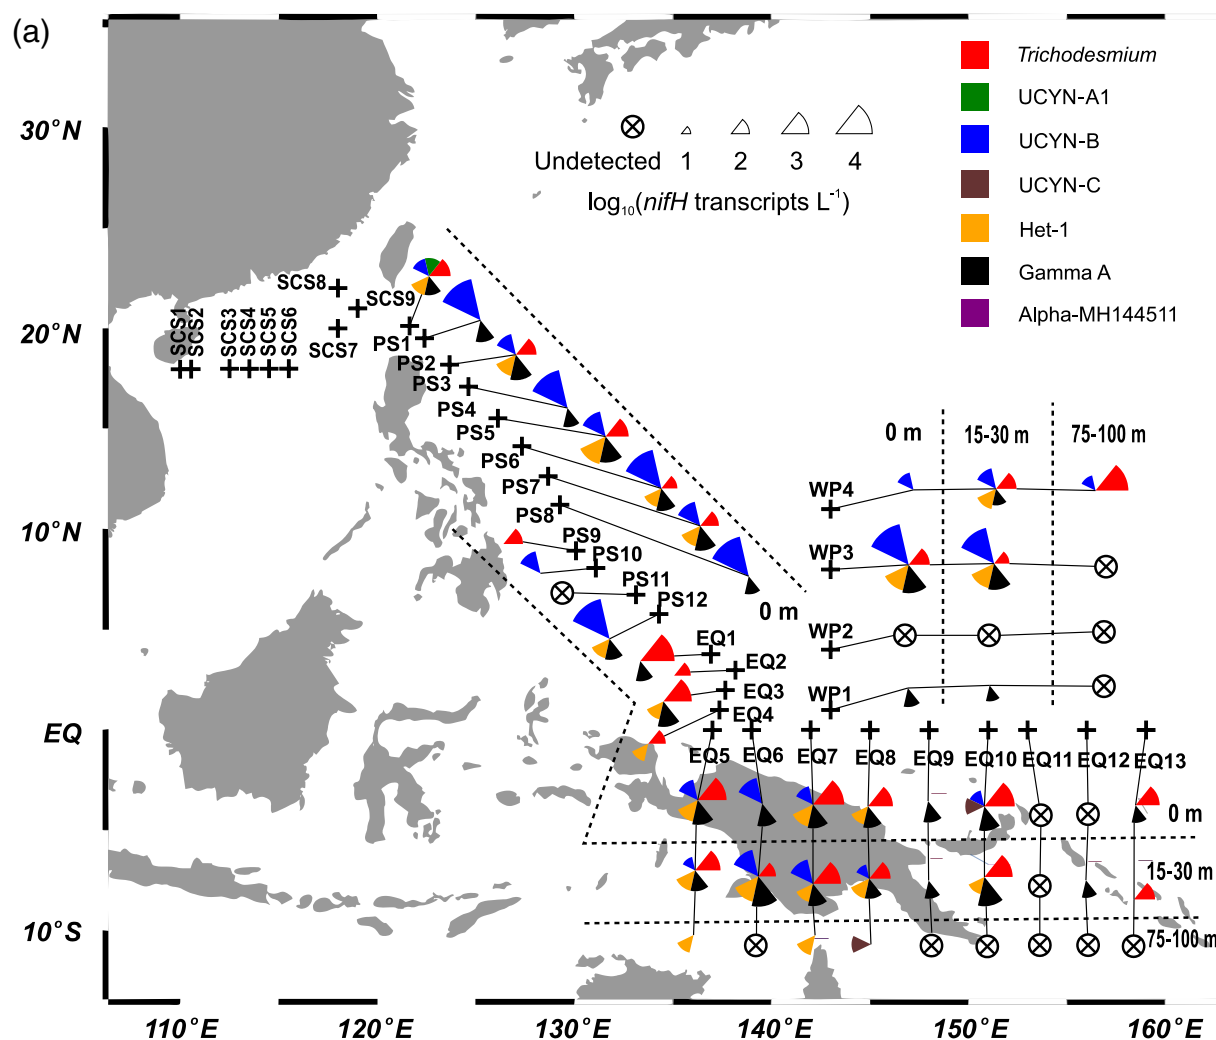 (a)
Trichodesmium
UCYN-A1
UCYN-B
UCYN-C
Het-1
Gamma A
Alpha-MH144511
Undetected 1 2 3 4
log₁₀(nifH transcripts L⁻¹)
30°N
20°N
10°N
EQ
10°S
SCS8
SCS9
SCS1
SCS2
SCS3
SCS4
SCS5
SCS6
SCS7
PS1
PS2
PS3
PS4
PS5
PS6
PS7
PS8
PS9
PS10
PS11
PS12
0 m
0 m
15-30 m
75-100 m
WP4
WP3
WP2
WP1
EQ1
EQ2
EQ3
EQ4
EQ5
EQ6
EQ7
EQ8
EQ9
EQ10
EQ11
EQ12
EQ13
0 m
15-30 m
75-100 m
110°E
120°E
130°E
140°E
150°E
160°E